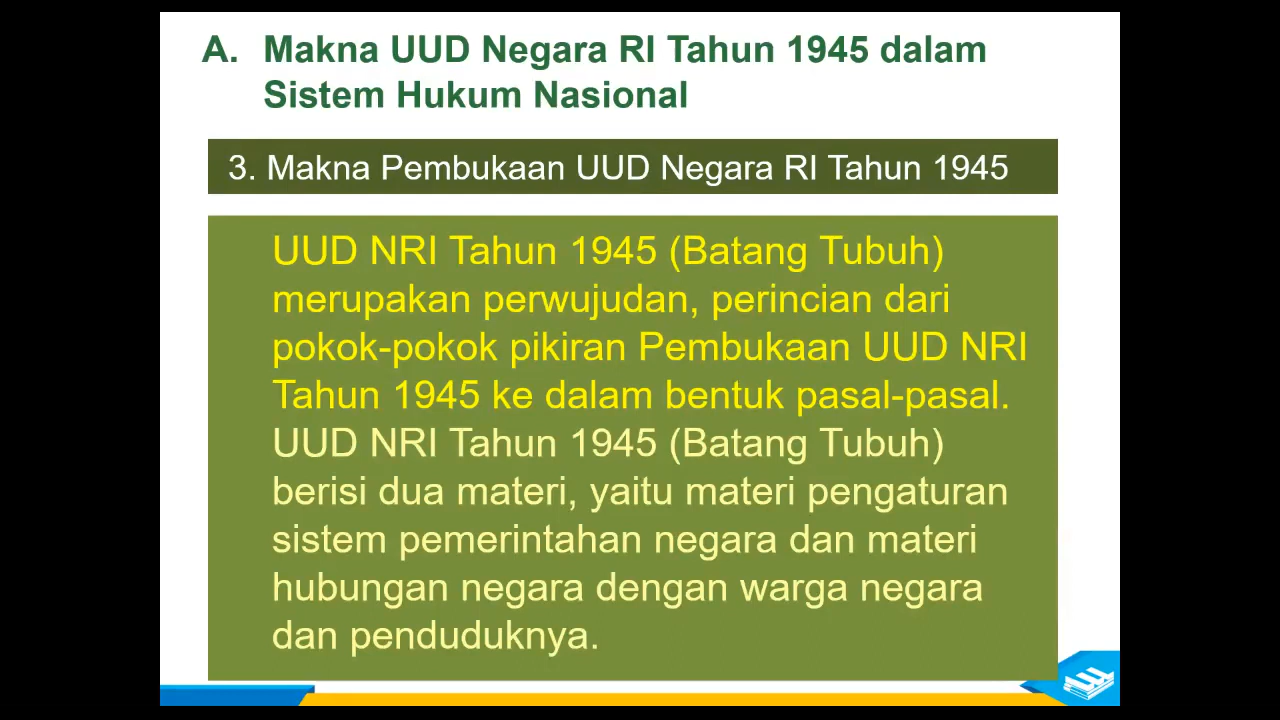 A. Makna UUD Negara RI Tahun 1945 dalam
Sistem Hukum Nasional
3. Makna Pembukaan UUD Negara RI Tahun 1945
UUD NRI Tahun 1945 (Batang Tubuh)
merupakan perwujudan, perincian dari
pokok-pokok pikiran Pembukaan UUD NRI
Tahun 1945 ke dalam bentuk pasal-pasal.
UUD NRI Tahun 1945 (Batang Tubuh)
berisi dua materi, yaitu materi pengaturan
sistem pemerintahan negara dan materi
hubungan negara dengan warga negara
dan penduduknya.